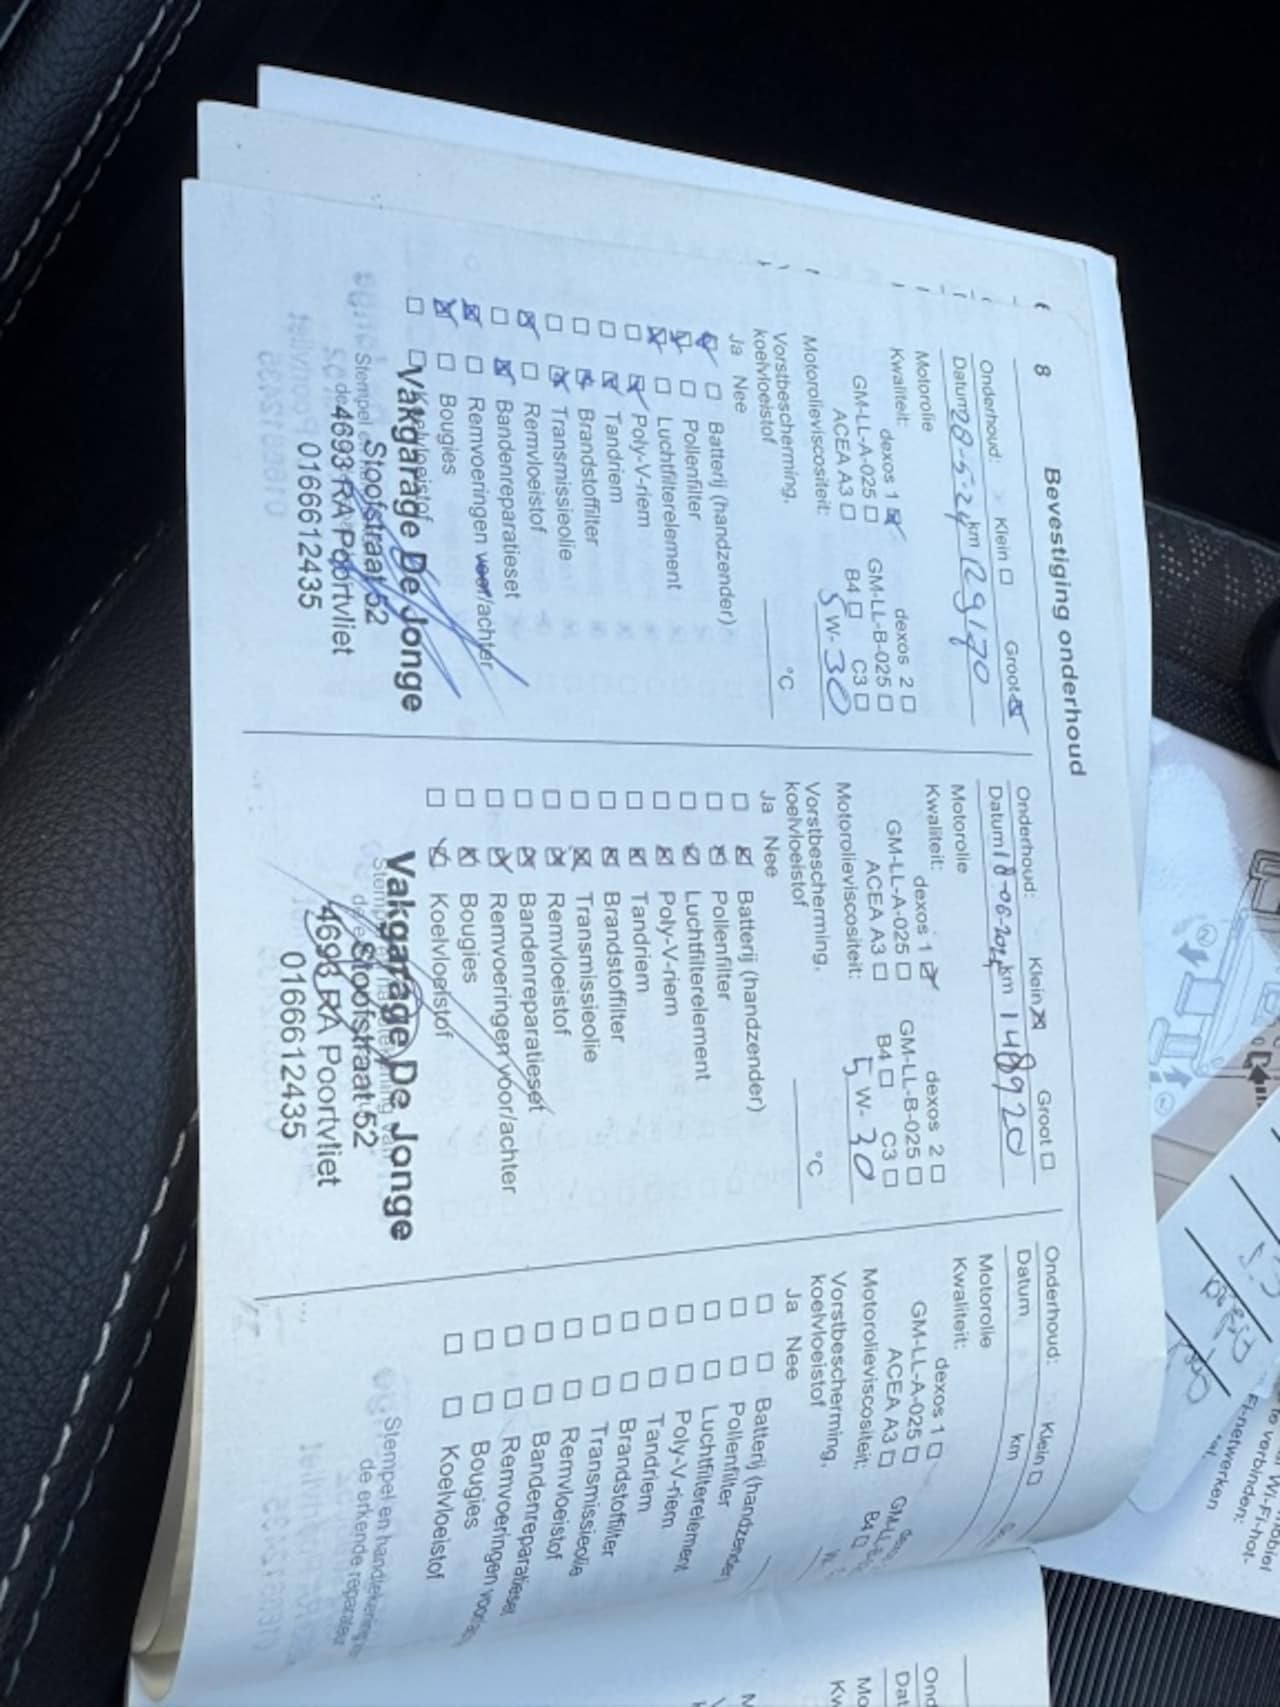 8 Bevestiging onderhoud
Onderhoud: Klein Groot
Datum 28-5-24 km 129170
Motorolie
Kwaliteit: dexos 1 dexos 2
GM-LL-A-025 GM-LL-B-025
ACEA A3 B4 C3
Motorolieviscositeit: 5 W- 30
Vorstbescherming,
koelvloeistof °C
Ja Nee
Batterij (handzender)
Pollenfilter
Luchtfilterelement
Poly-V-riem
Tandriem
Brandstoffilter
Transmissieolie
Remvloeistof
Bandenreparatieset
Remvoeringen voor/achter
Bougies
Koelvloeistof
Vakgarage De Jonge
Stoofstraat 52
4693 RA Poortvliet
0166612435
Onderhoud: Klein Groot
Datum 18-06-2024 km 148920
Motorolie
Kwaliteit: dexos 1 dexos 2
GM-LL-A-025 GM-LL-B-025
ACEA A3 B4 C3
Motorolieviscositeit: 5 W- 30
Vorstbescherming,
koelvloeistof °C
Ja Nee
Batterij (handzender)
Pollenfilter
Luchtfilterelement
Poly-V-riem
Tandriem
Brandstoffilter
Transmissieolie
Remvloeistof
Bandenreparatieset
Remvoeringen voor/achter
Bougies
Koelvloeistof
Vakgarage De Jonge
Stoofstraat 52
4693 RA Poortvliet
0166612435
Onderhoud: Klein
Datum km
Motorolie
Kwaliteit: dexos 1
GM-LL-A-025
ACEA A3 B4
Motorolieviscositeit:
Vorstbescherming,
koelvloeistof
Ja Nee
Batterij (handzender)
Pollenfilter
Luchtfilterelement
Poly-V-riem
Tandriem
Brandstoffilter
Transmissieolie
Remvloeistof
Bandenreparatieset
Remvoeringen
Bougies
Koelvloeistof
Stempel en handtekening
de erkende reparateur
Wi-Fi-hot-
verbinden:
Fi-netwerken